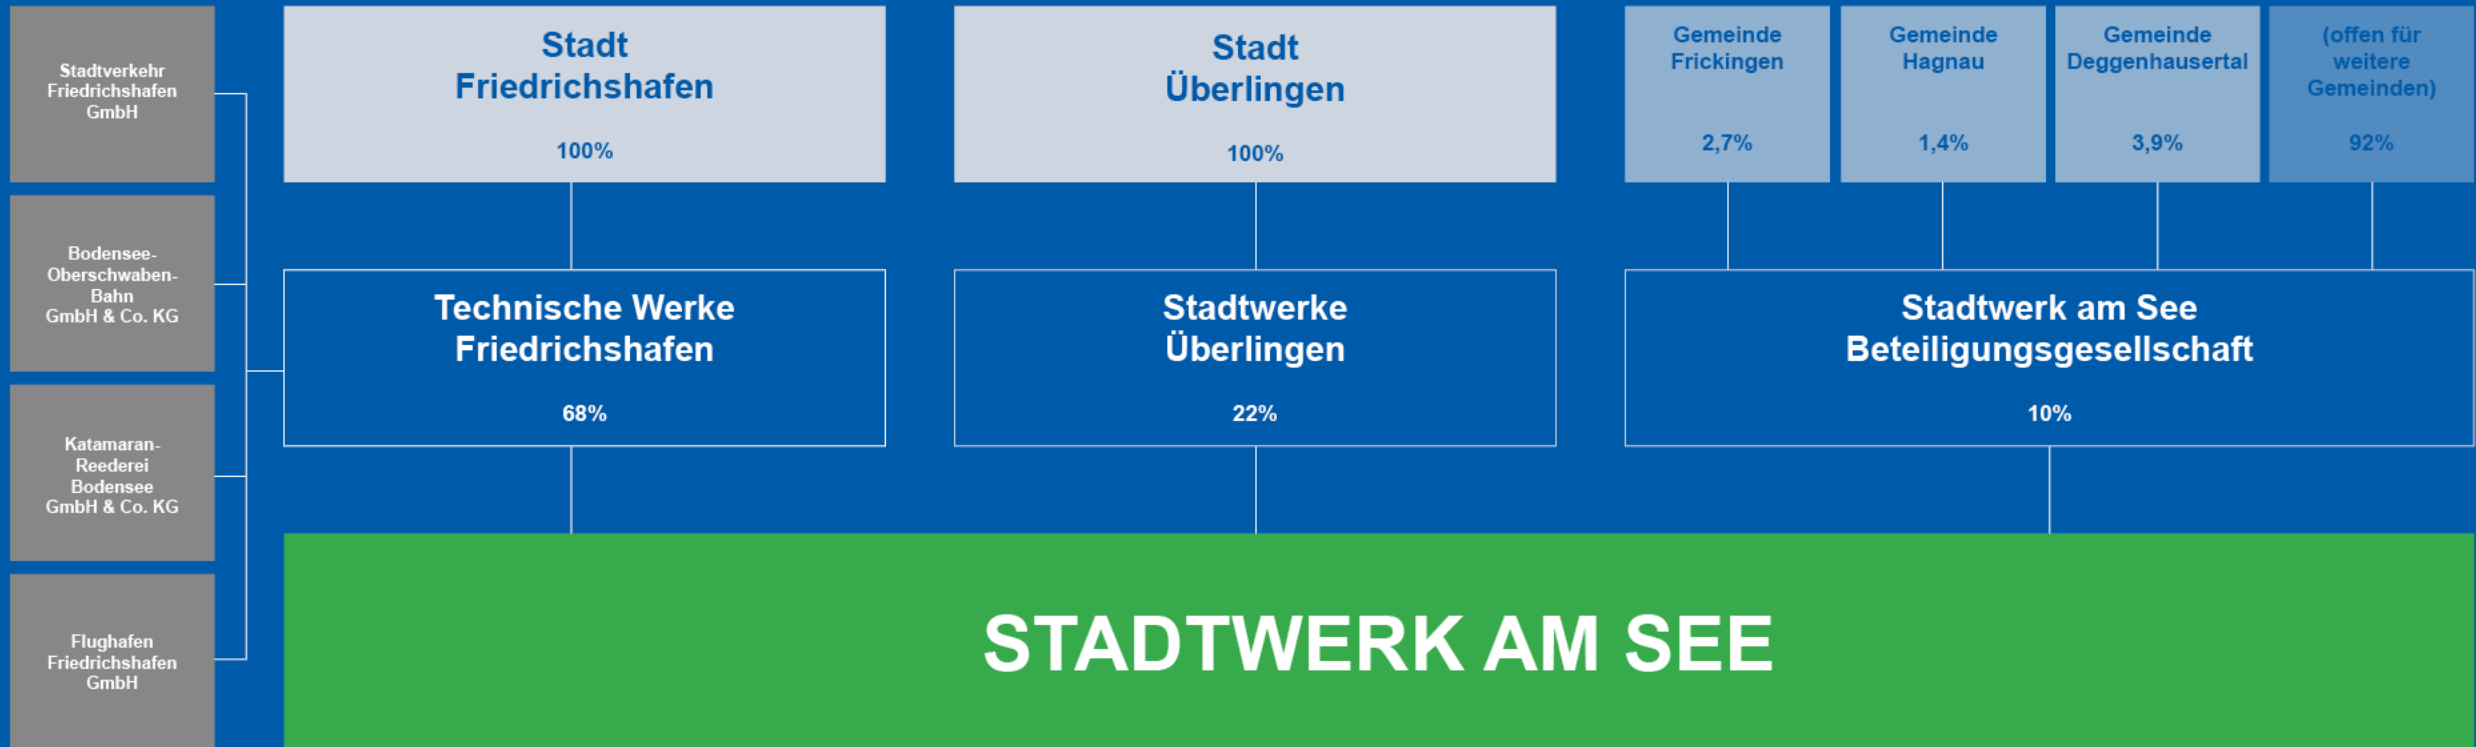 Stadtverkehr
Friedrichshafen
GmbH
Bodensee-
Oberschwaben-
Bahn
GmbH & Co. KG
Katamaran-
Reederei
Bodensee
GmbH & Co. KG
Flughafen
Friedrichshafen
GmbH
Stadt
Friedrichshafen
100%
Stadt
Überlingen
100%
Gemeinde
Frickingen
2,7%
Gemeinde
Hagnau
1,4%
Gemeinde
Deggenhausertal
3,9%
(offen für
weitere
Gemeinden)
92%
Technische Werke
Friedrichshafen
68%
Stadtwerke
Überlingen
22%
Stadtwerk am See
Beteiligungsgesellschaft
10%
STADTWERK AM SEE